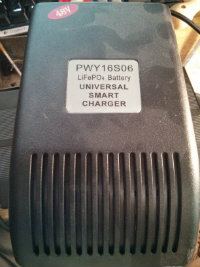 48V
PWY16S06
LiFePO4 Battery
UNIVERSAL
SMART
CHARGER